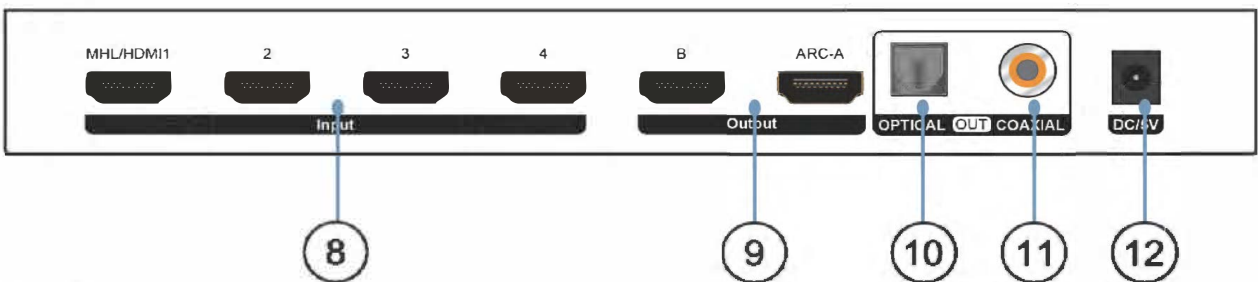 MHL/HDMI1 2 3 4 B ARC-A
Input Output OPTICAL OUT COAXIAL DC/5V
8 9 10 11 12